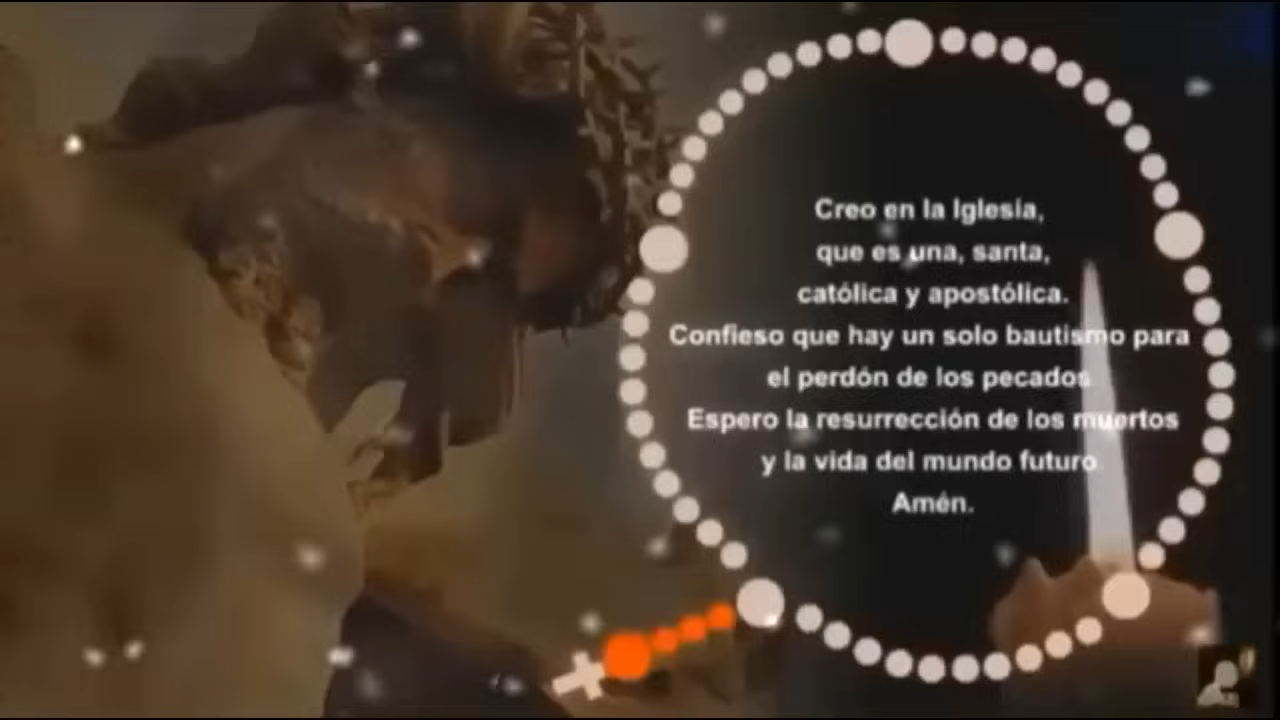 Creo en la Iglesia,
que es una, santa,
católica y apostólica.
Confieso que hay un solo bautismo para
el perdón de los pecados.
Espero la resurrección de los muertos
y la vida del mundo futuro.
Amén.